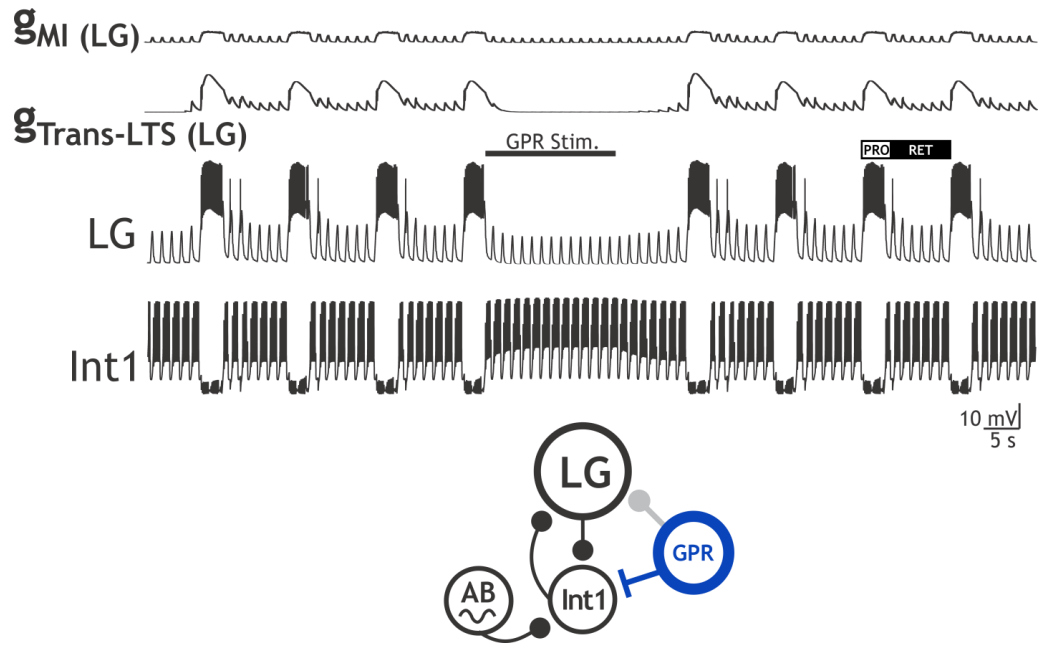 gMI (LG)
gTrans-LTS (LG)
GPR Stim.
PRO RET
LG
Int1
10 mV
5 s
LG
GPR
AB
Int1